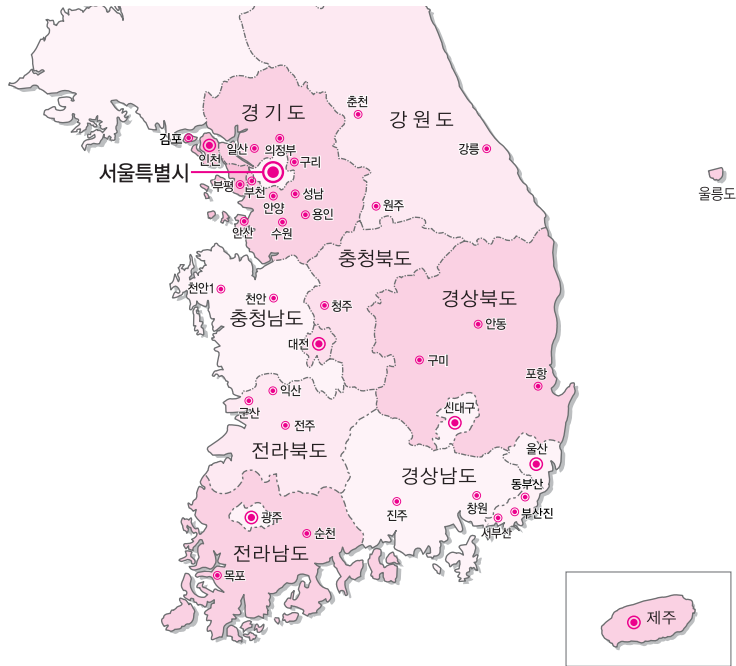 경기도
춘천
강원도
김포
인천
일산
의정부
구리
강릉
서울특별시
부평
부천
성남
안양
용인
원주
안산
수원
울릉도
충청북도
천안1
천안
청주
충청남도
대전
경상북도
안동
구미
포항
익산
군산
전주
신대구
전라북도
울산
경상남도
동부산
진주
창원
부산진
서부산
광주
순천
전라남도
목포
제주